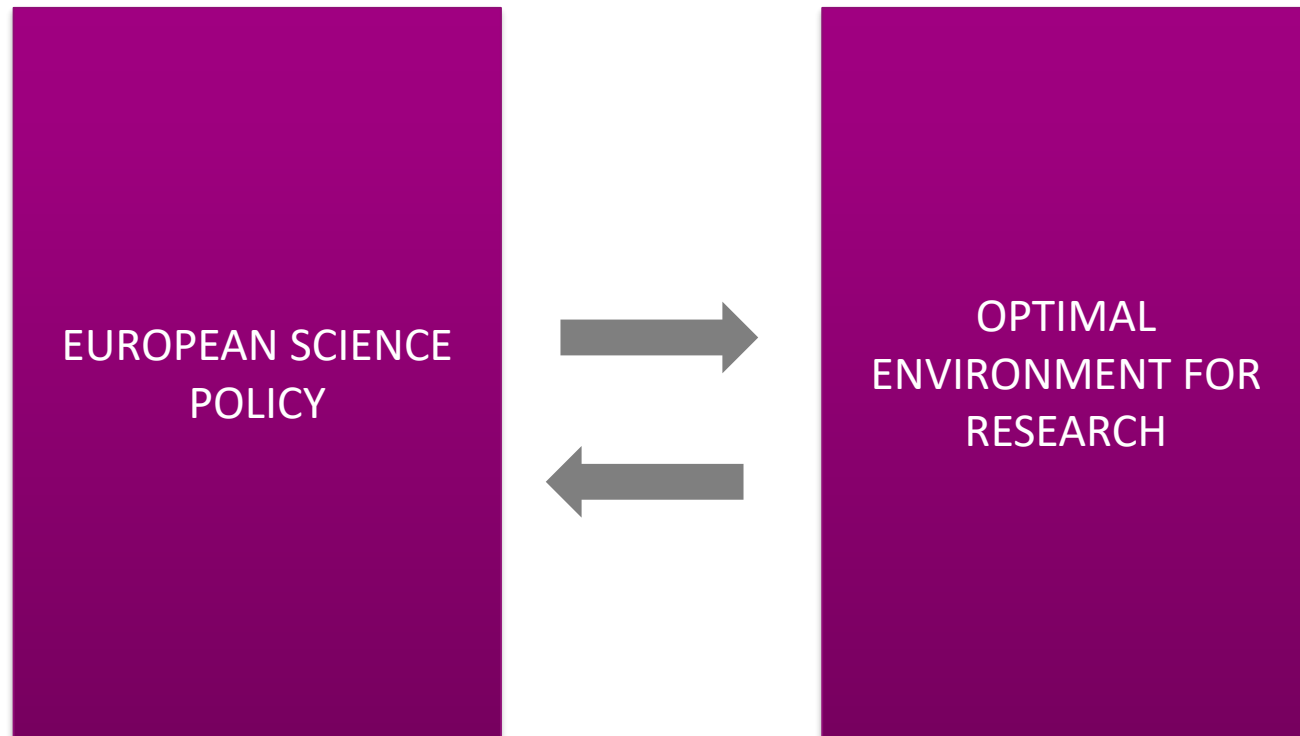 EUROPEAN SCIENCE
POLICY
OPTIMAL
ENVIRONMENT FOR
RESEARCH